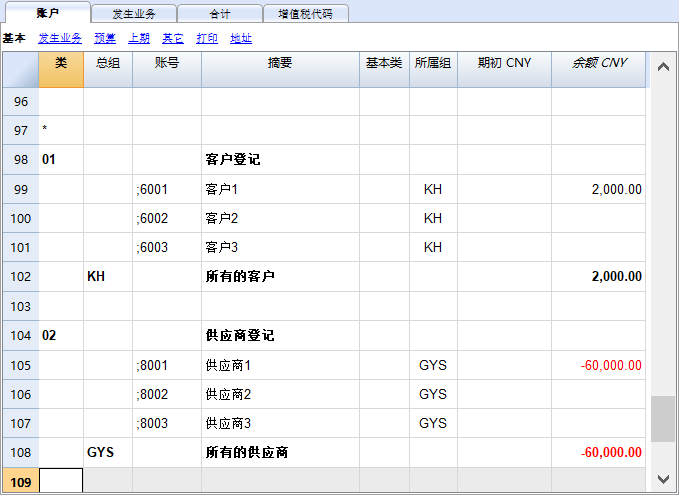 账户 发生业务 合计 增值税代码
基本 发生业务 预算 上期 其它 打印 地址
类 总组 账号 摘要 基本类 所属组 期初 CNY 余额 CNY
96
97 *
98 01 客户登记
99 ;6001 客户1 KH 2,000.00
100 ;6002 客户2 KH
101 ;6003 客户3 KH
102 KH 所有的客户 2,000.00
103
104 02 供应商登记
105 ;8001 供应商1 GYS -60,000.00
106 ;8002 供应商2 GYS
107 ;8003 供应商3 GYS
108 GYS 所有的供应商 -60,000.00
109